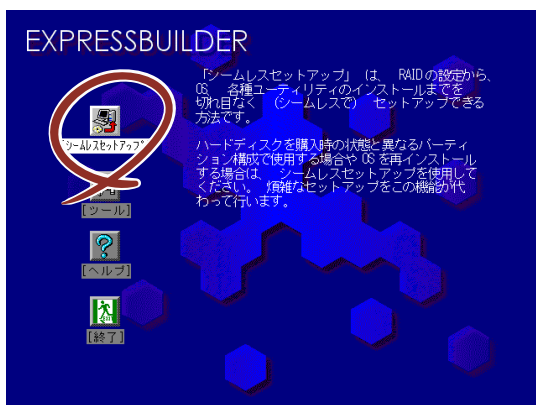 EXPRESSBUILDER
「シームレスセットアップ」 は、 RAIDの設定から、
OS、 各種ユーティリティのインストールまでを
切れ目なく (シームレスで) セットアップできる
方法です。
ハードディスクを購入時の状態と異なるパーティ
ション構成で使用する場合や OS を再インストール
する場合は、 シームレスセットアップを使用して
ください。 煩雑なセットアップをこの機能が代
わって行います。
シームレスセットアップ
[ツール]
[ヘルプ]
[終了]